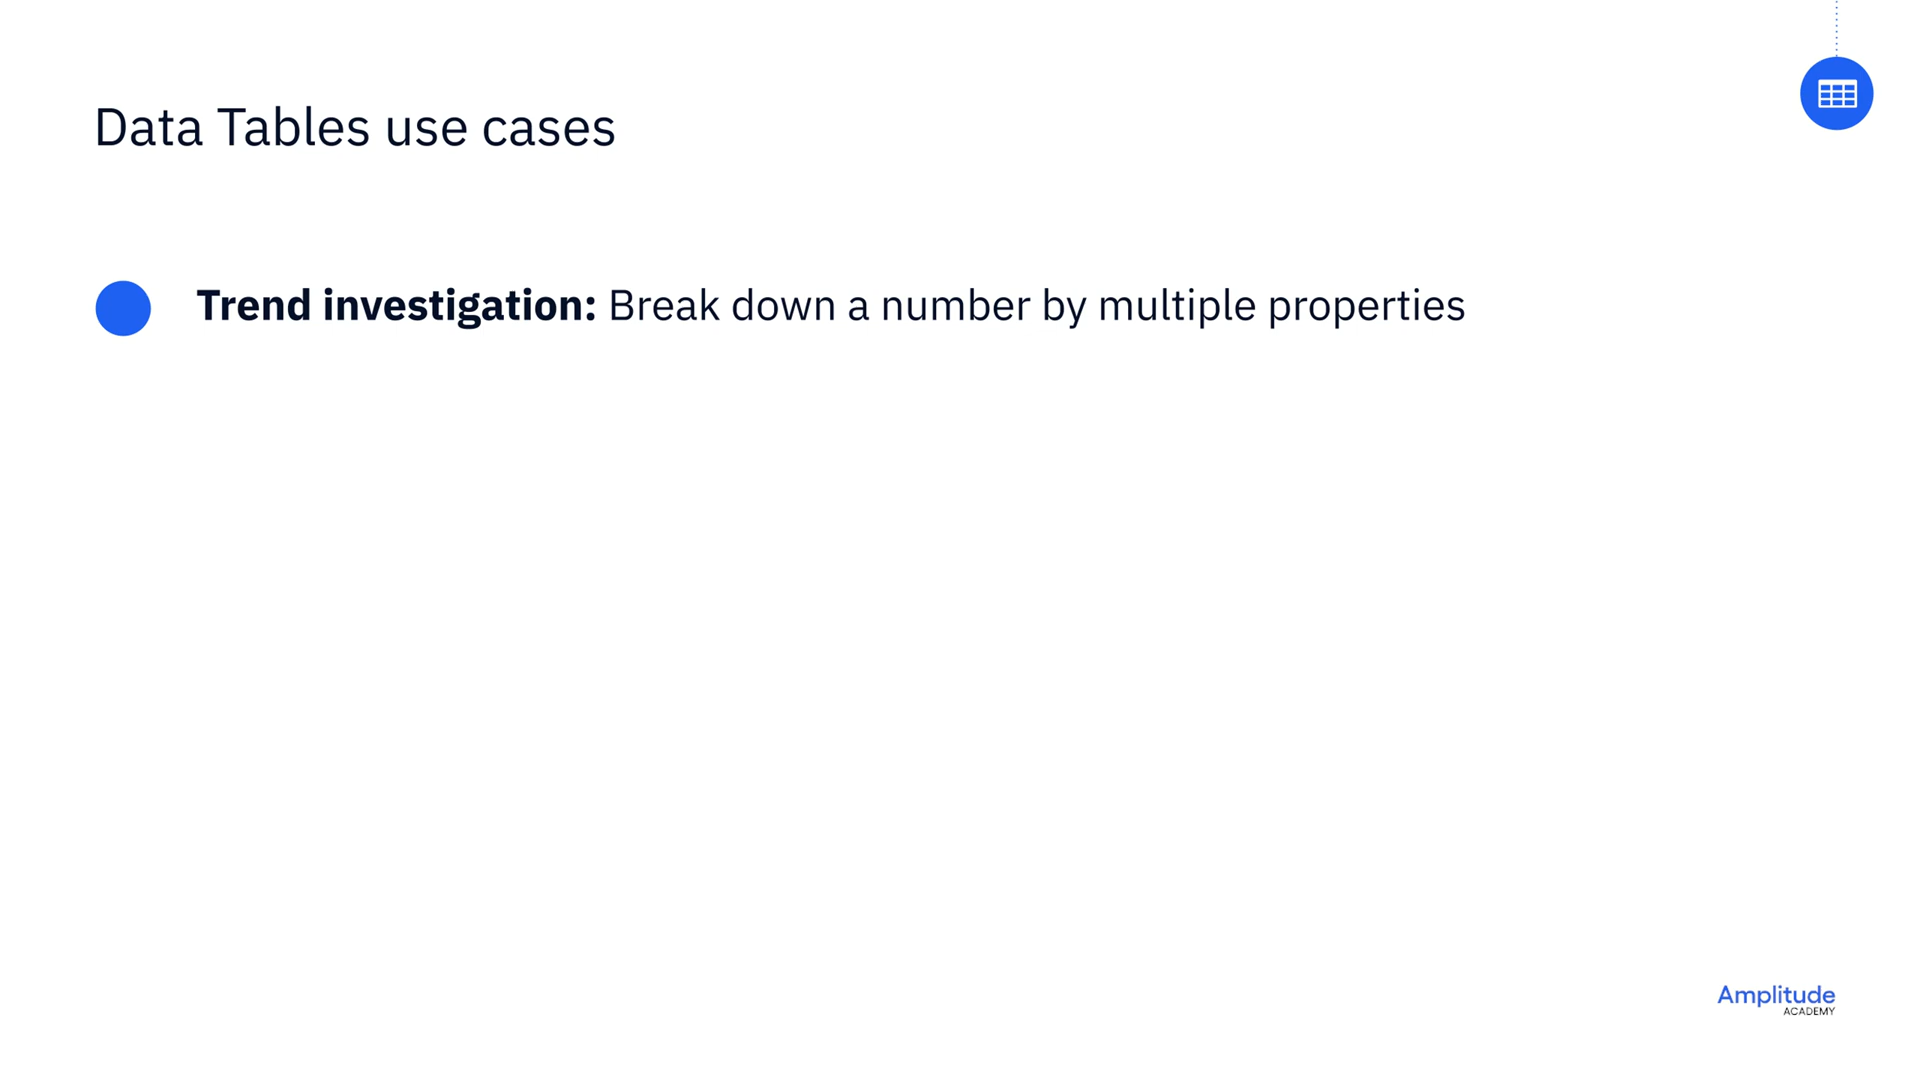 Data Tables use cases
Trend investigation: Break down a number by multiple properties
Amplitude
ACADEMY